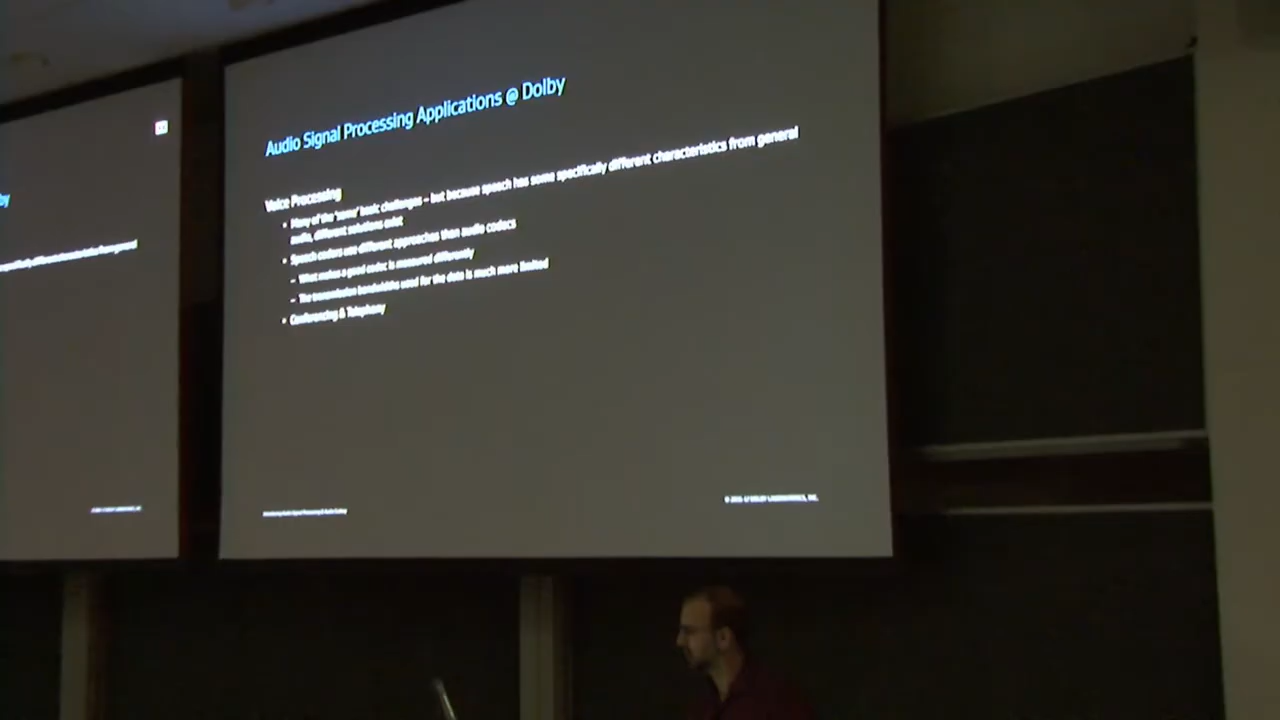 Audio Signal Processing Applications @ Dolby
Voice Processing
• Many of the 'same' basic challenges – but because speech has some specifically different characteristics from general
audio, different solutions exist
• Speech coders use different approaches than audio codecs
– What makes a good codec is measured differently
– The transmission bandwidths used for the data is much more limited
• Conferencing & Telephony
by